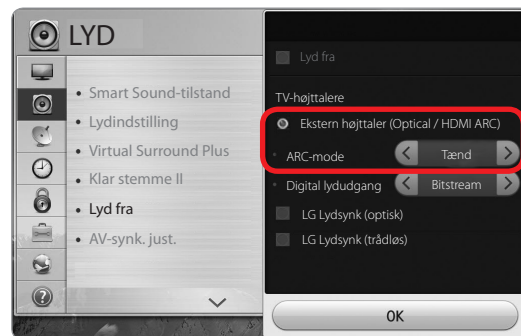 LYD
Smart Sound-tilstand
Lydindstilling
Virtual Surround Plus
Klar stemme II
Lyd fra
AV-synk. just.
Lyd fra
TV-højttalere
Ekstern højttaler (Optical / HDMI ARC)
ARC-mode Tænd
Digital lydudgang Bitstream
LG Lydsynk (optisk)
LG Lydsynk (trådløs)
OK